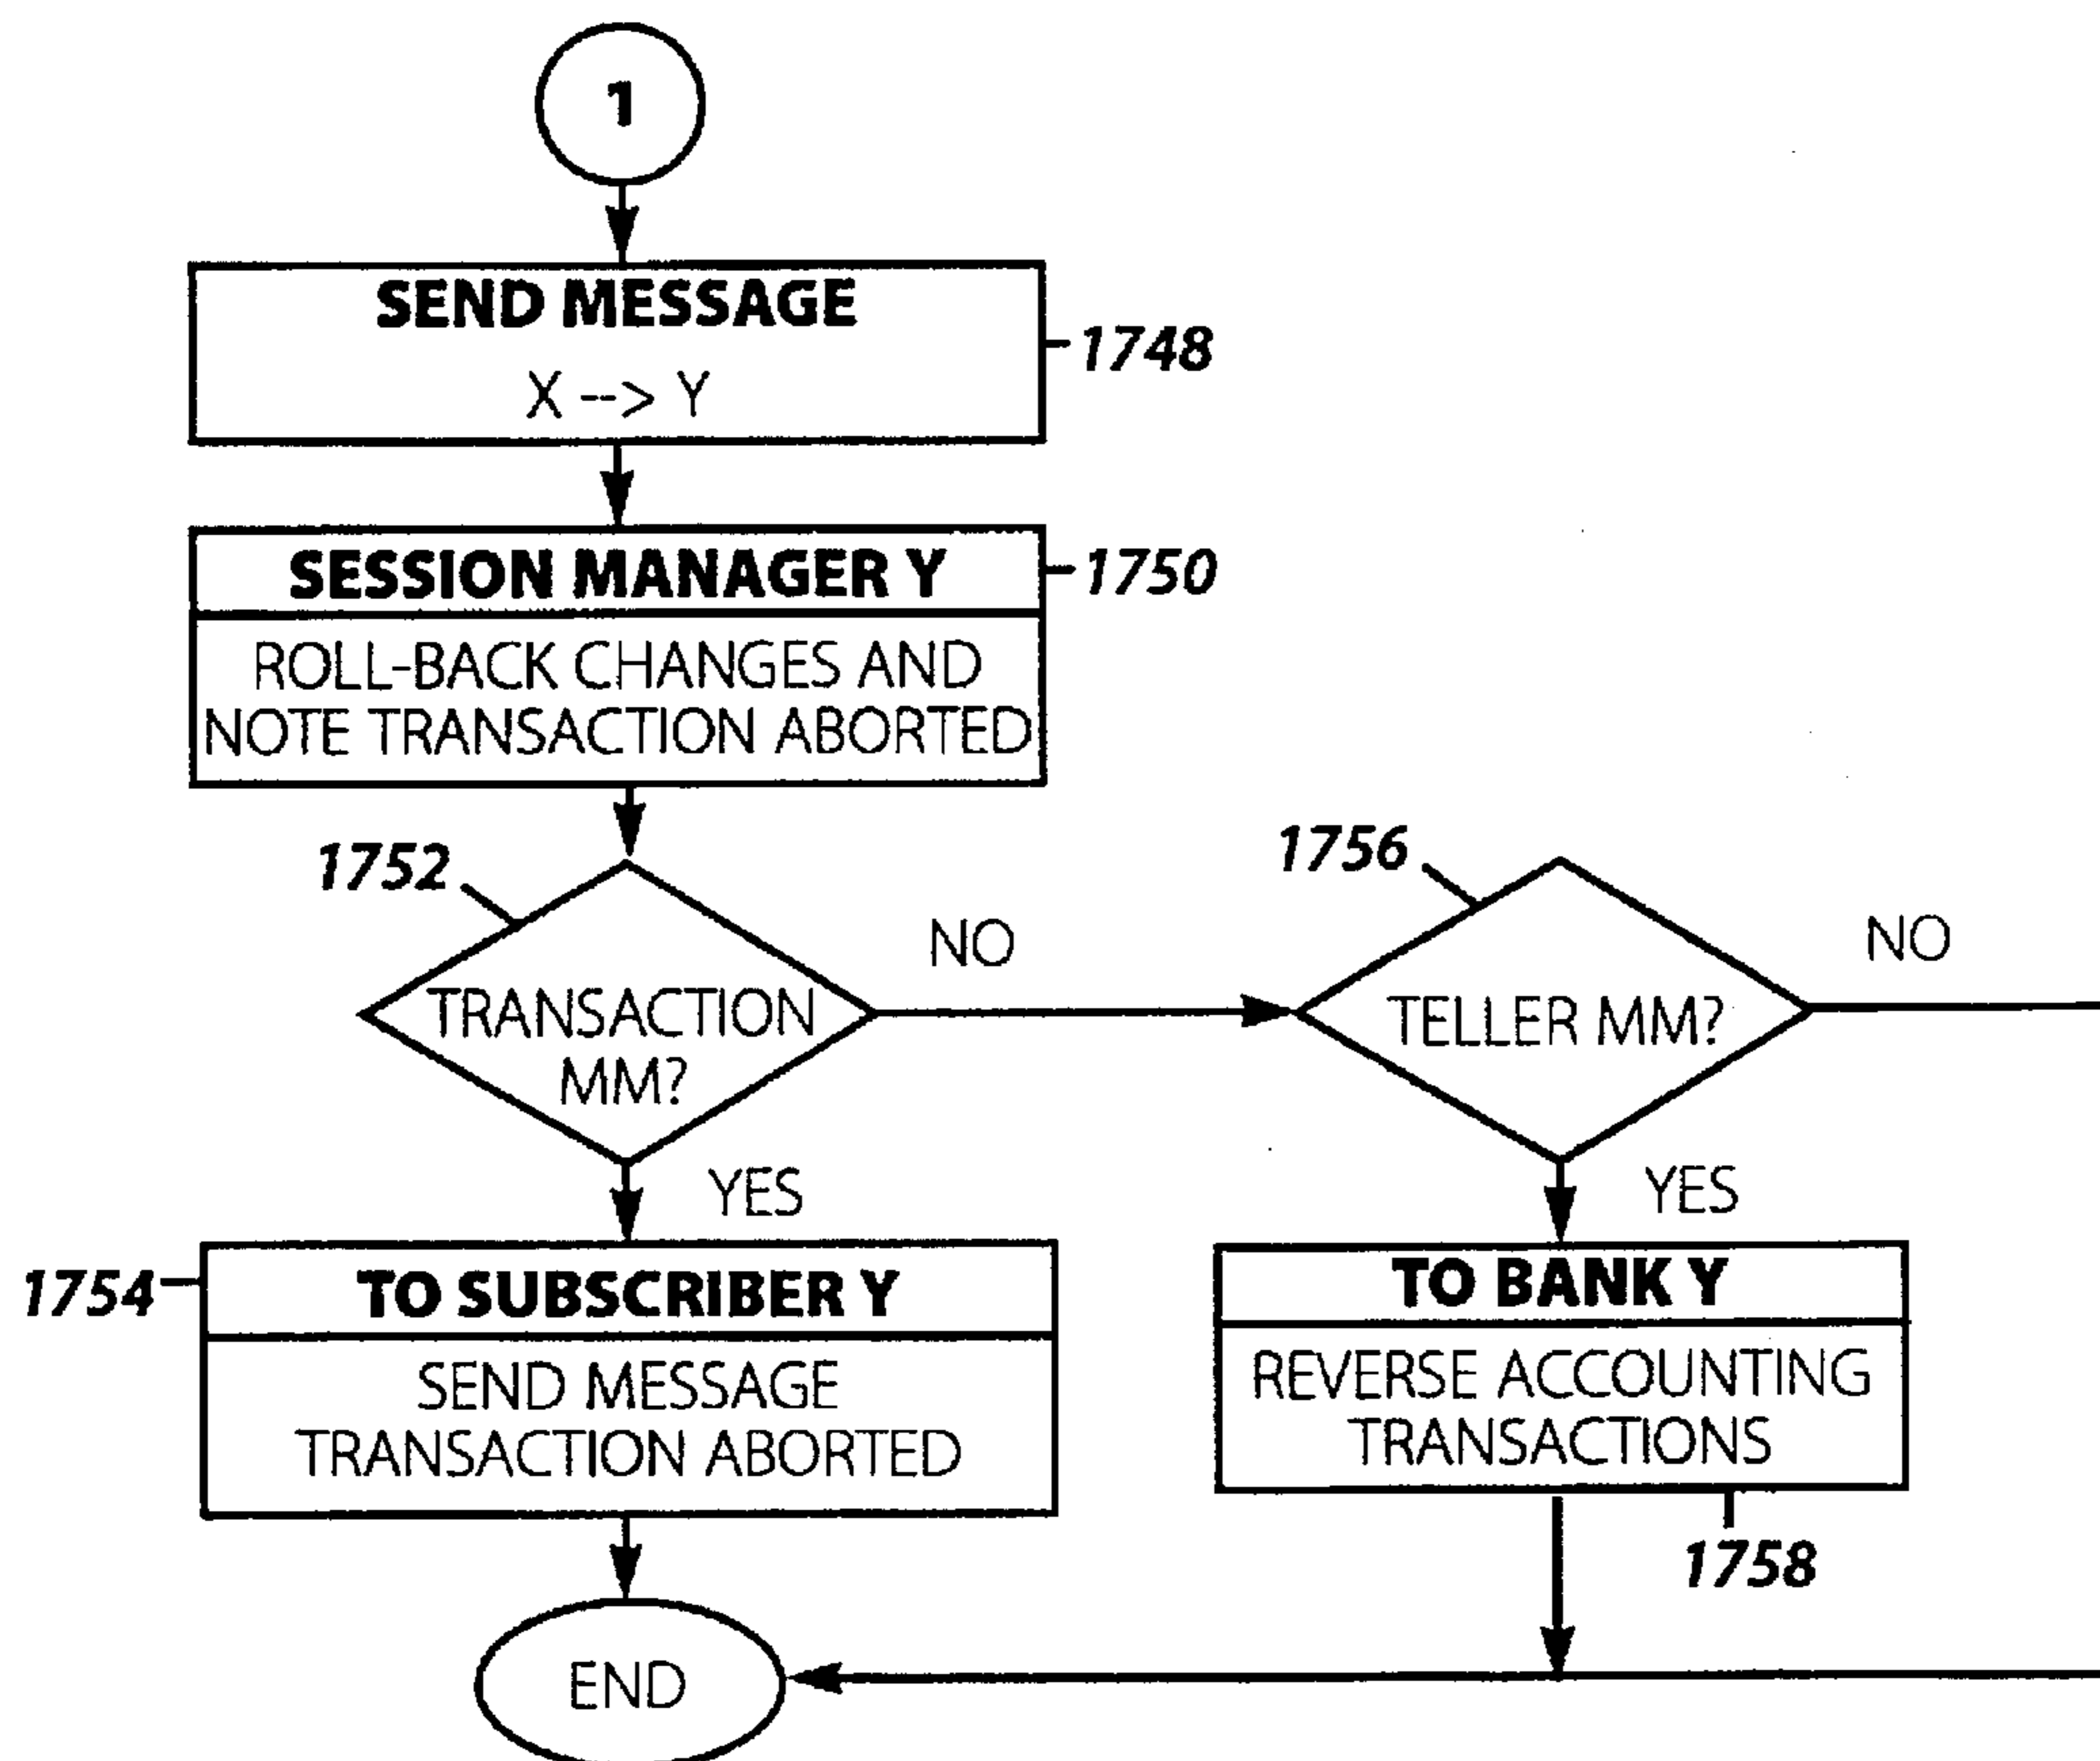 1
SEND MESSAGE
X --> Y
1748
SESSION MANAGER Y
1750
ROLL-BACK CHANGES AND
NOTE TRANSACTION ABORTED
1752
TRANSACTION
MM?
NO
1756
TELLER MM?
NO
YES
YES
1754
TO SUBSCRIBER Y
SEND MESSAGE
TRANSACTION ABORTED
TO BANK Y
REVERSE ACCOUNTING
TRANSACTIONS
1758
END